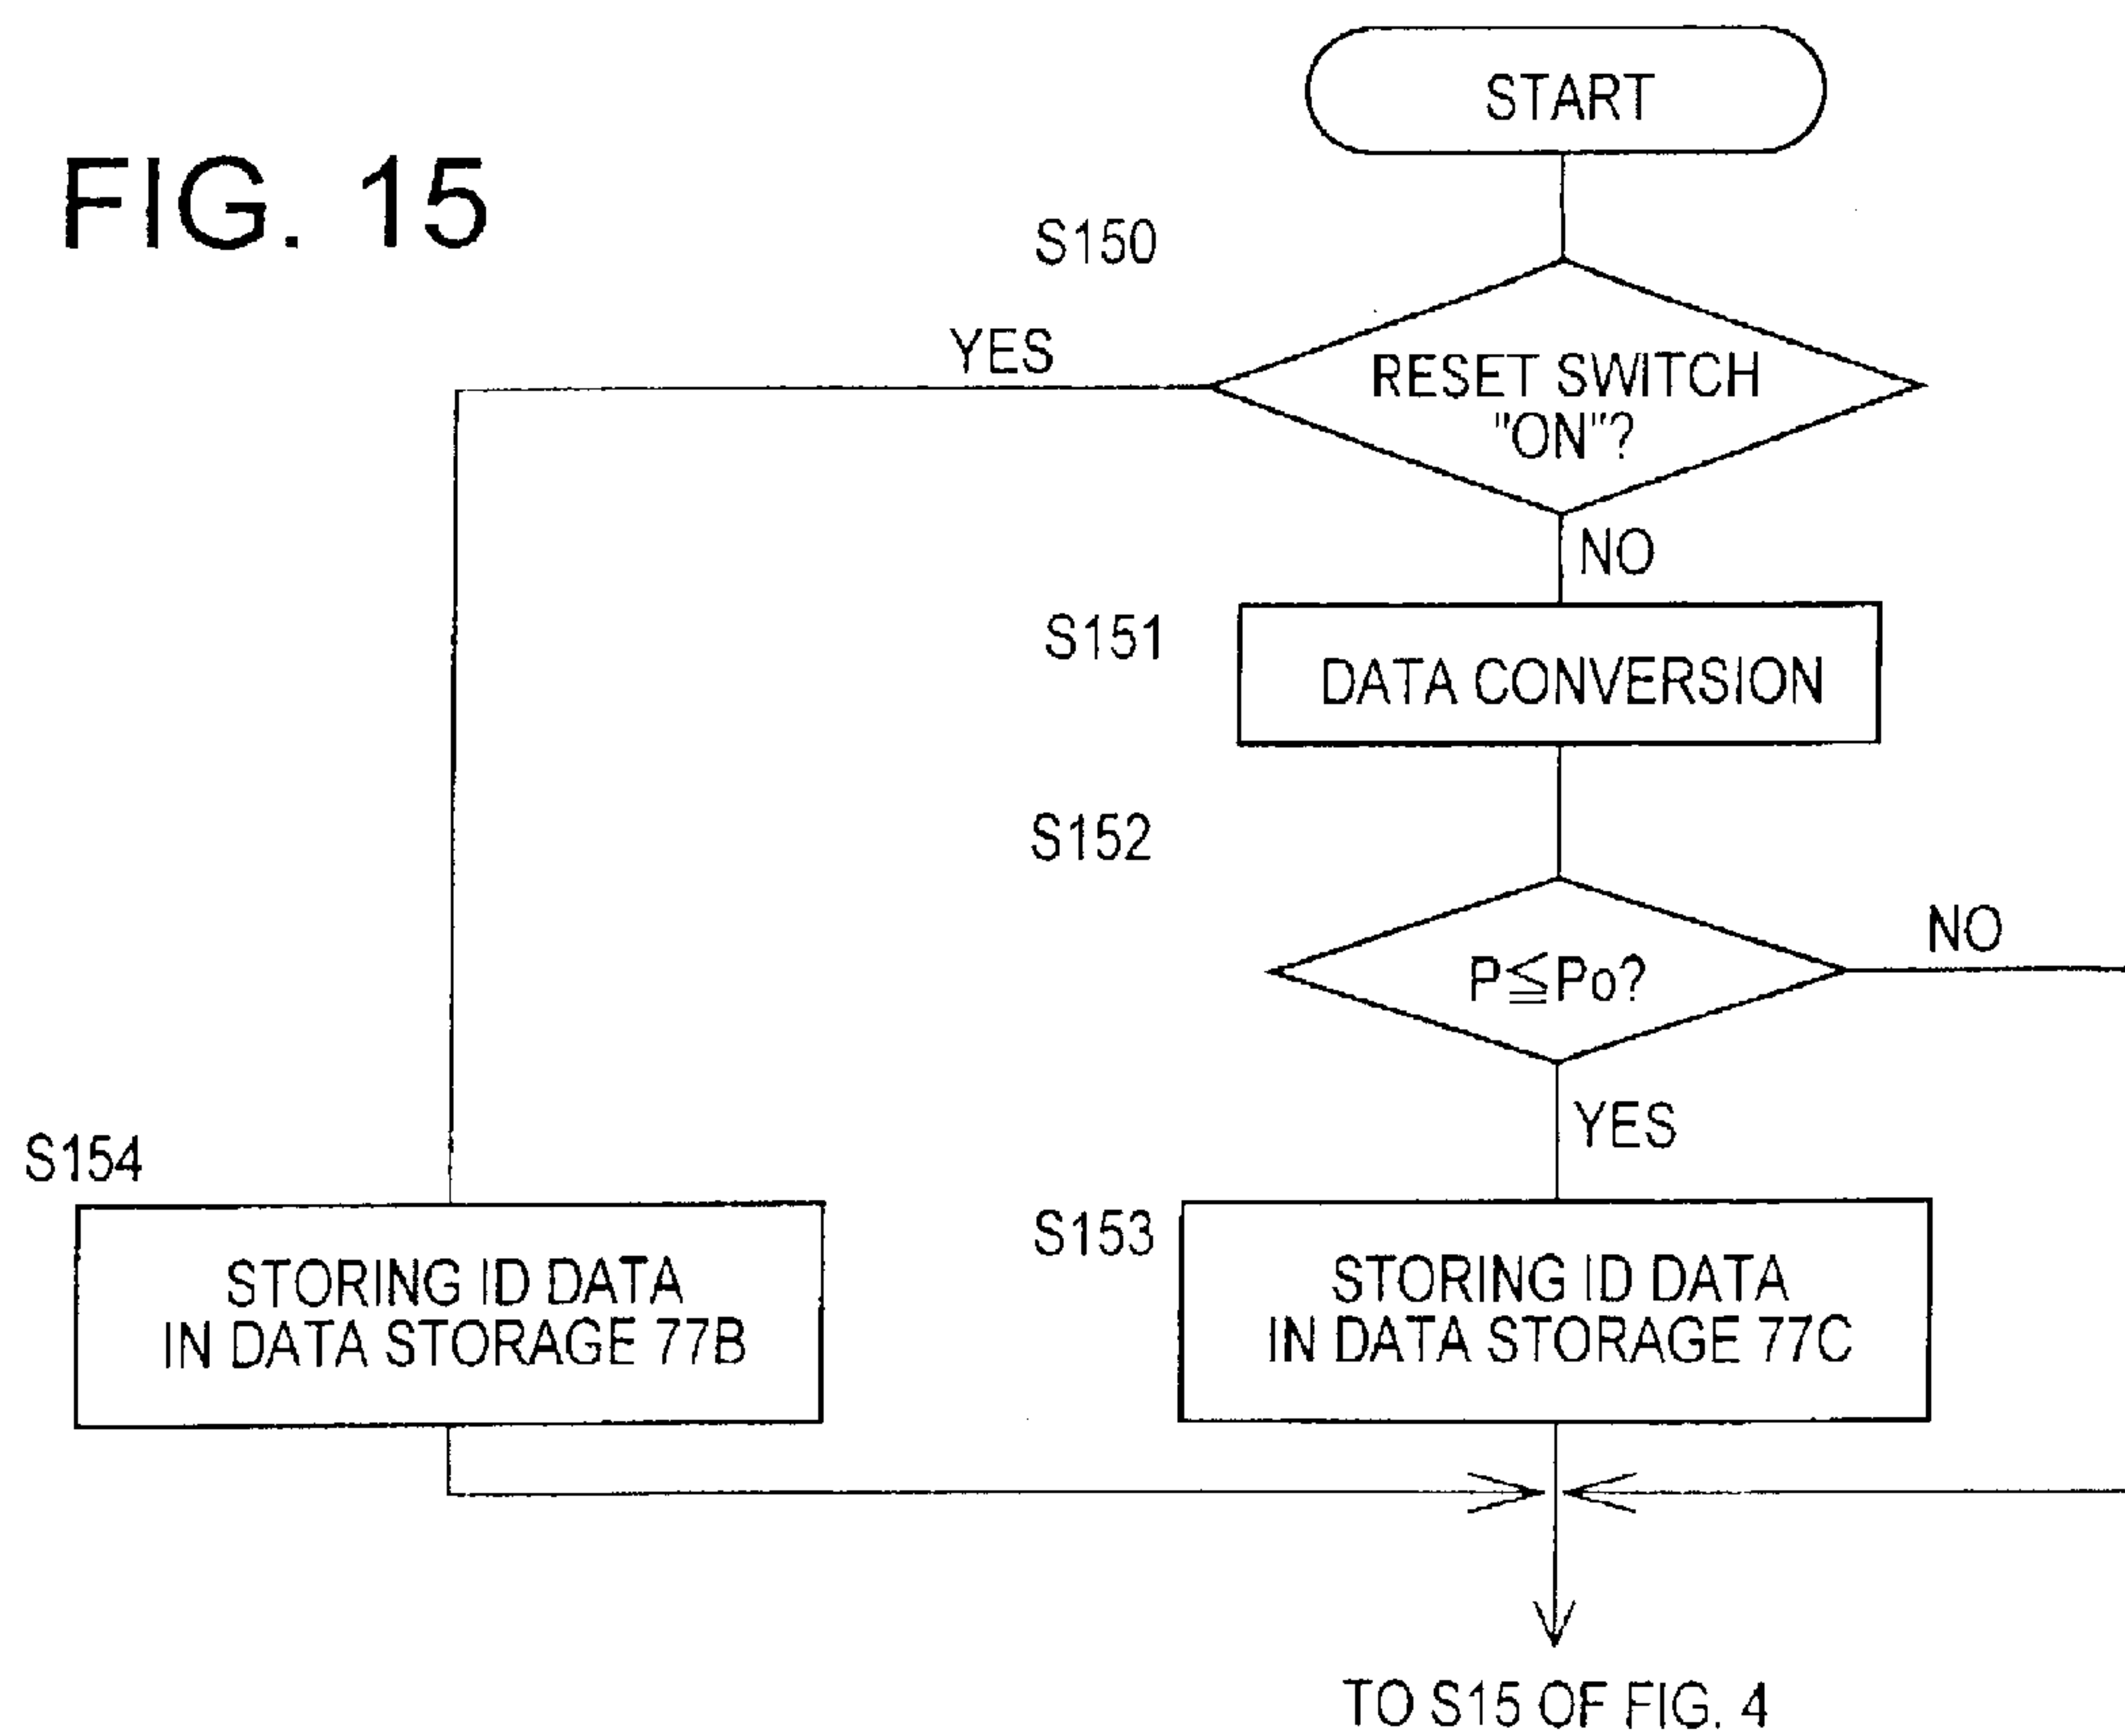 FIG. 15
START
S150
YES
RESET SWITCH
"ON"?
NO
S151
DATA CONVERSION
S152
P≦Po?
NO
YES
S154
STORING ID DATA
IN DATA STORAGE 77B
S153
STORING ID DATA
IN DATA STORAGE 77C
TO S15 OF FIG. 4